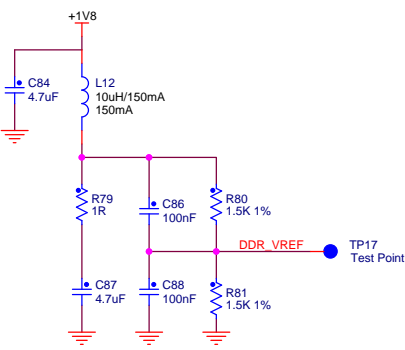 +1V8
C84
4.7uF
L12
10uH/150mA
150mA
R79
1R
C86
100nF
R80
1.5K 1%
DDR_VREF
TP17
Test Point
C87
4.7uF
C88
100nF
R81
1.5K 1%